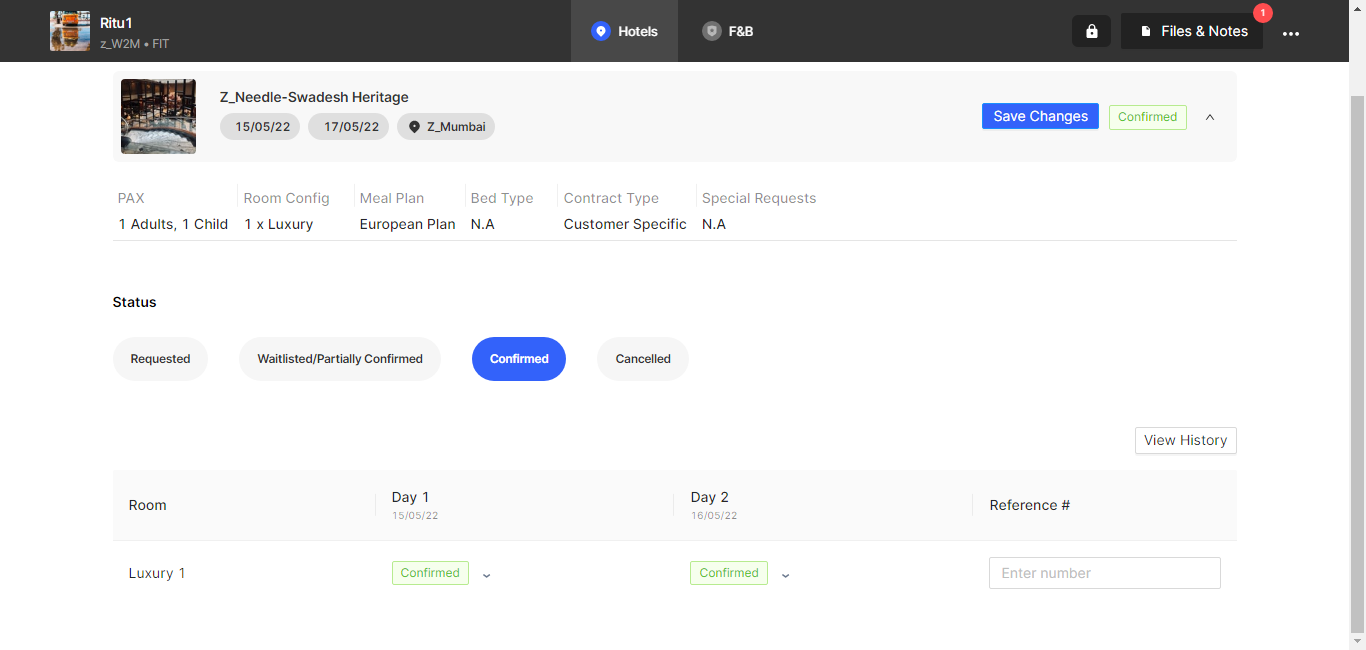 Ritu1
z_W2M • FIT
Hotels
F&B
Files & Notes
1
Z_Needle-Swadesh Heritage
15/05/22 17/05/22 Z_Mumbai
Save Changes
Confirmed
PAX Room Config Meal Plan Bed Type Contract Type Special Requests
1 Adults, 1 Child 1 x Luxury European Plan N.A Customer Specific N.A
Status
Requested Waitlisted/Partially Confirmed Confirmed Cancelled
View History
Room Day 1 Day 2 Reference #
15/05/22 16/05/22
Luxury 1 Confirmed Confirmed Enter number